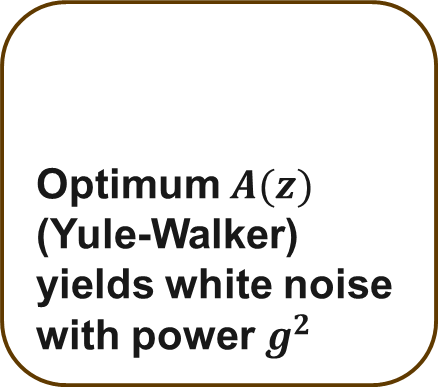 Optimum A(z)
(Yule-Walker)
yields white noise
with power g²